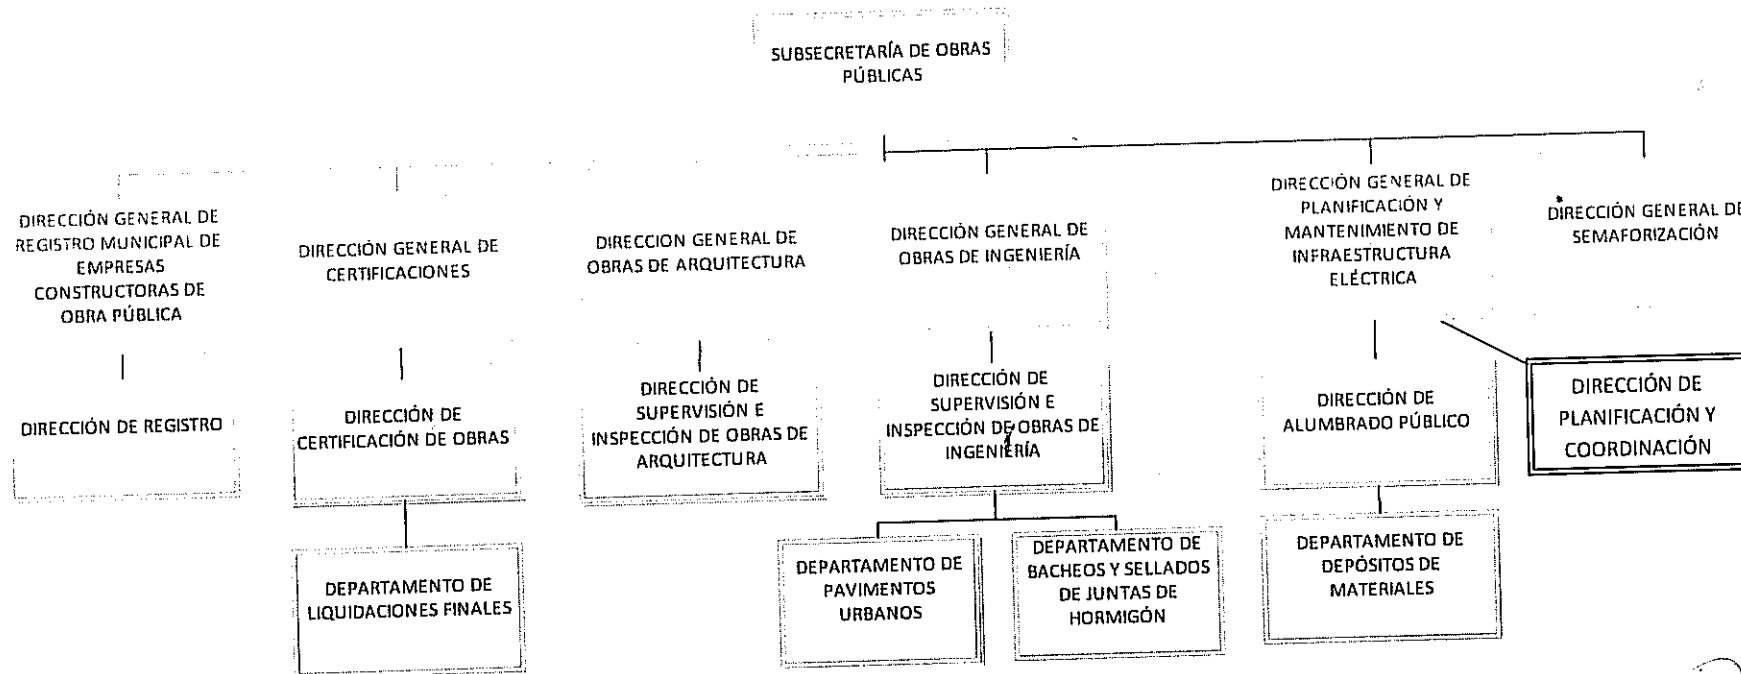 SUBSECRETARÍA DE OBRAS
PÚBLICAS
DIRECCIÓN GENERAL DE
REGISTRO MUNICIPAL DE
EMPRESAS
CONSTRUCTORAS DE
OBRA PÚBLICA
DIRECCIÓN GENERAL DE
CERTIFICACIONES
DIRECCION GENERAL DE
OBRAS DE ARQUITECTURA
DIRECCIÓN GENERAL DE
OBRAS DE INGENIERÍA
DIRECCIÓN GENERAL DE
PLANIFICACIÓN Y
MANTENIMIENTO DE
INFRAESTRUCTURA
ELÉCTRICA
DIRECCIÓN GENERAL DE
SEMAFORIZACIÓN
DIRECCIÓN DE REGISTRO
DIRECCIÓN DE
CERTIFICACIÓN DE OBRAS
DIRECCIÓN DE
SUPERVISIÓN E
INSPECCIÓN DE OBRAS DE
ARQUITECTURA
DIRECCIÓN DE
SUPERVISIÓN E
INSPECCIÓN DE OBRAS DE
INGENIERÍA
DIRECCIÓN DE
ALUMBRADO PÚBLICO
DIRECCIÓN DE
PLANIFICACIÓN Y
COORDINACIÓN
DEPARTAMENTO DE
LIQUIDACIONES FINALES
DEPARTAMENTO DE
PAVIMENTOS
URBANOS
DEPARTAMENTO DE
BACHEOS Y SELLADOS
DE JUNTAS DE
HORMIGÓN
DEPARTAMENTO DE
DEPÓSITOS DE
MATERIALES